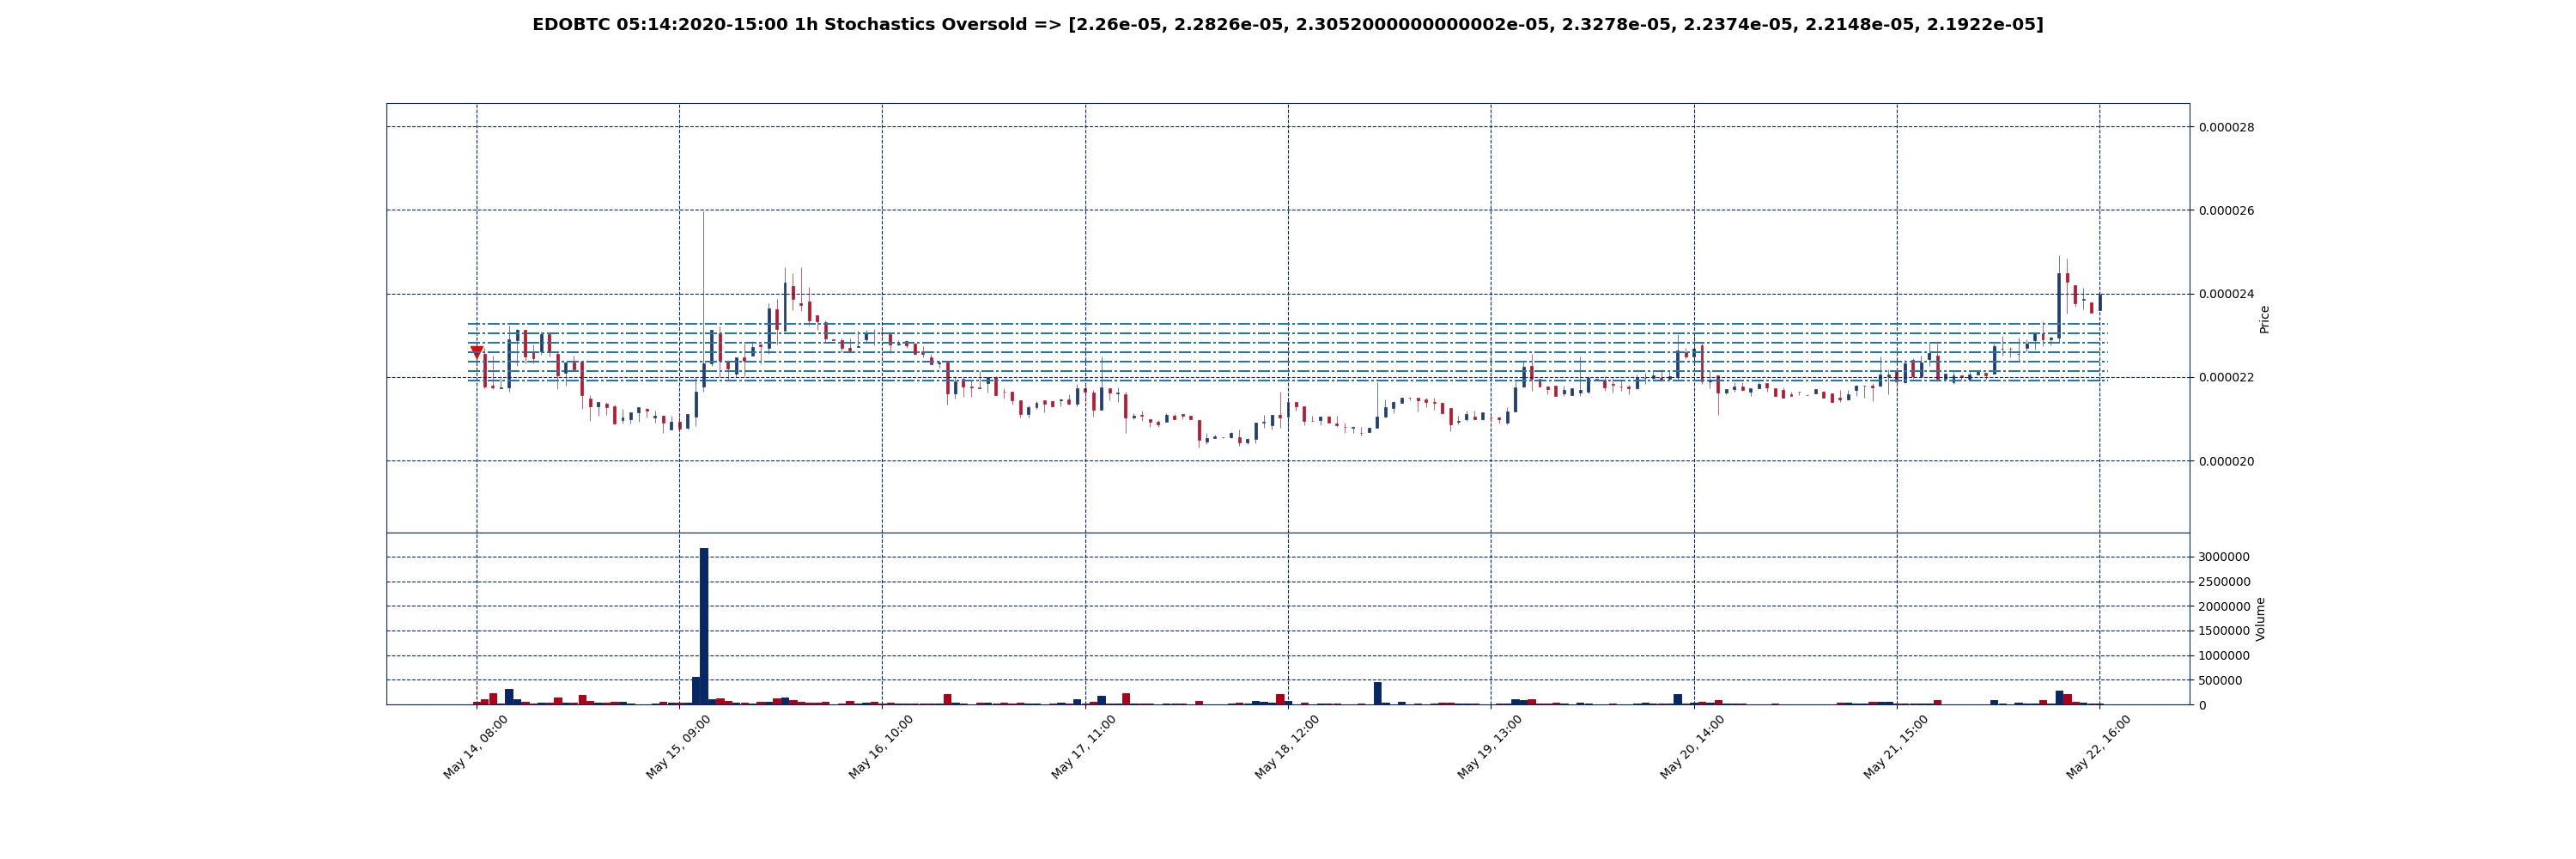 EDOBTC 05:14:2020-15:00 1h Stochastics Oversold => [2.26e-05, 2.2826e-05, 2.3052000000000002e-05, 2.3278e-05, 2.2374e-05, 2.2148e-05, 2.1922e-05]
0.000028
0.000026
0.000024
0.000022
0.000020
Price
3000000
2500000
2000000
1500000
1000000
500000
0
Volume
May 14, 08:00
May 15, 09:00
May 16, 10:00
May 17, 11:00
May 18, 12:00
May 19, 13:00
May 20, 14:00
May 21, 15:00
May 22, 16:00